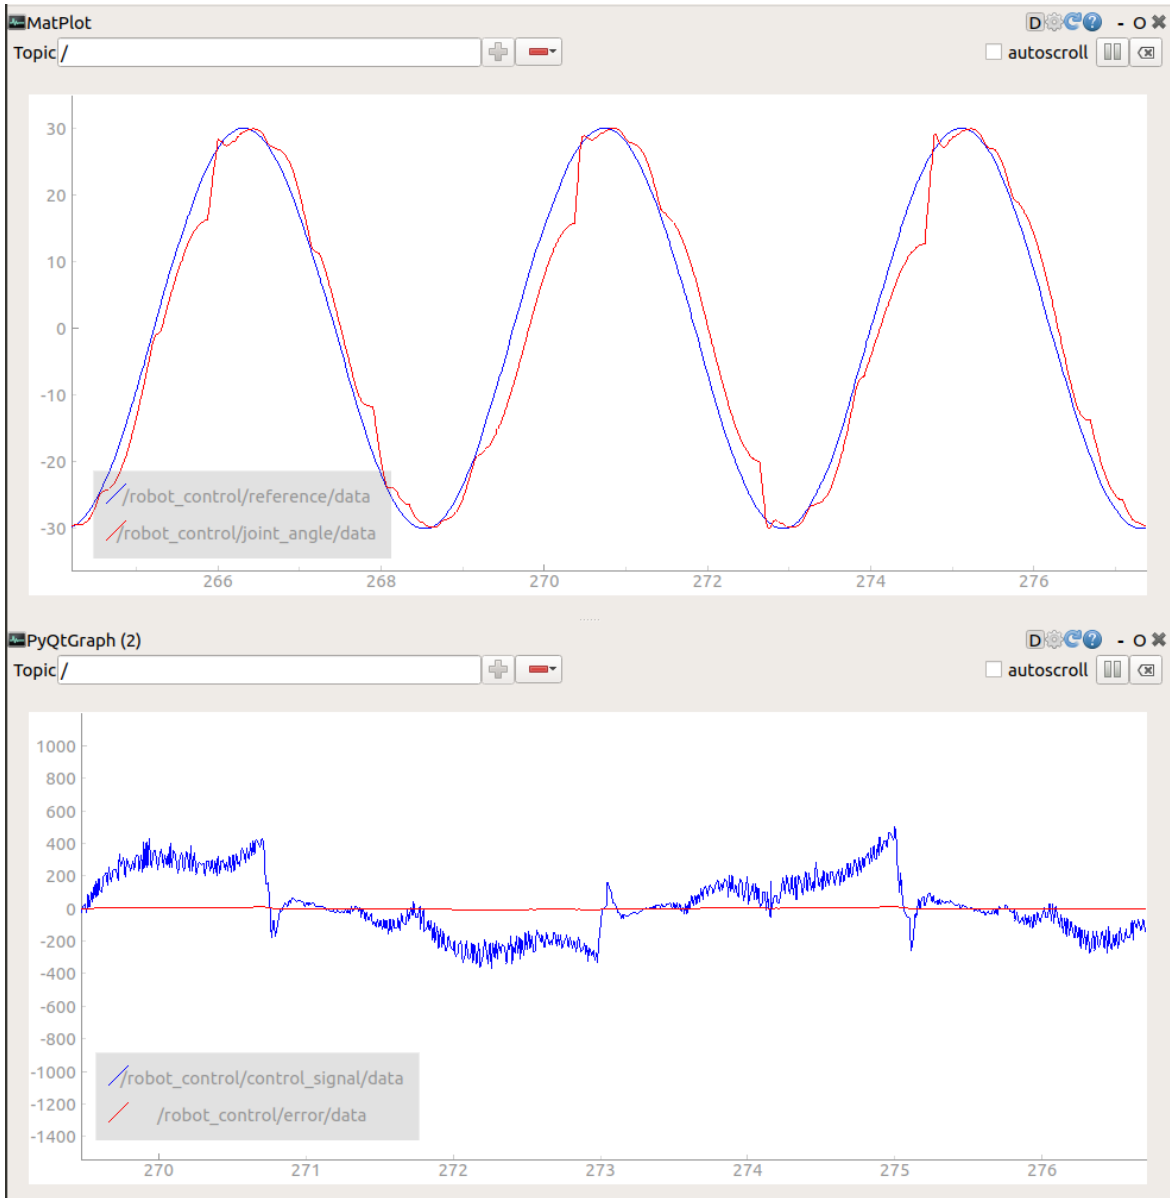 MatPlot D - O ✖
Topic / autoscroll
30
20
10
0
-10
-20
-30
/robot_control/reference/data
/robot_control/joint_angle/data
266 268 270 272 274 276
PyQtGraph (2) D - O ✖
Topic / autoscroll
1000
800
600
400
200
0
-200
-400
-600
-800
-1000
-1200
-1400
/robot_control/control_signal/data
/robot_control/error/data
270 271 272 273 274 275 276